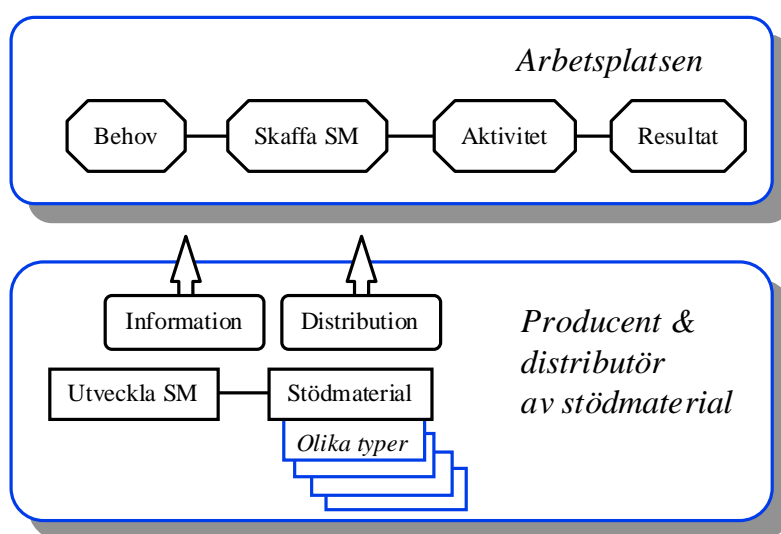 Arbetsplatsen
Behov
Skaffa SM
Aktivitet
Resultat
Information
Distribution
Producent &
distributör
av stödmaterial
Utveckla SM
Stödmaterial
Olika typer